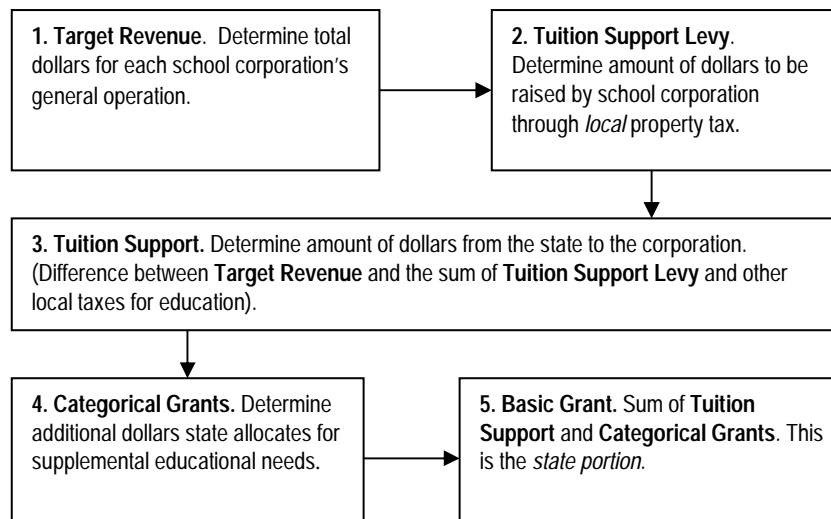 1. Target Revenue. Determine total
dollars for each school corporation's
general operation.
2. Tuition Support Levy.
Determine amount of dollars to be
raised by school corporation
through local property tax.
3. Tuition Support. Determine amount of dollars from the state to the corporation.
(Difference between Target Revenue and the sum of Tuition Support Levy and other
local taxes for education).
4. Categorical Grants. Determine
additional dollars state allocates for
supplemental educational needs.
5. Basic Grant. Sum of Tuition
Support and Categorical Grants. This
is the state portion.